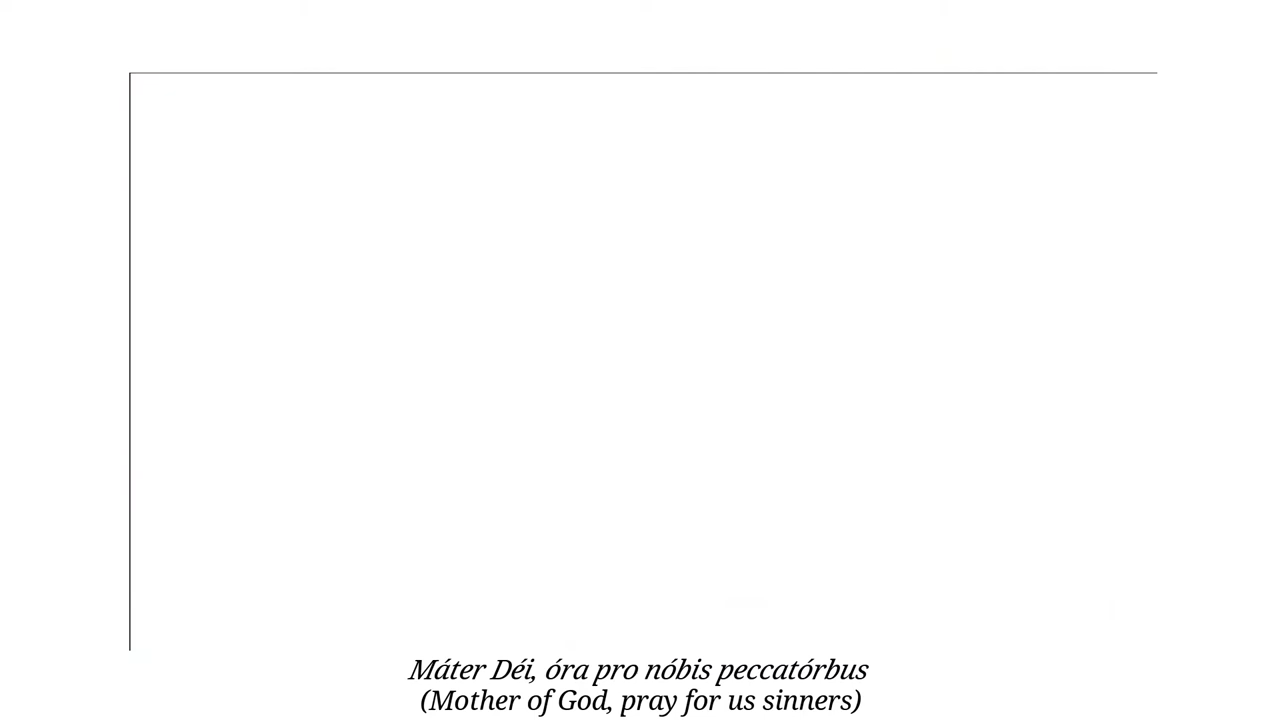 Máter Déi, óra pro nóbis peccatórbus
(Mother of God, pray for us sinners)